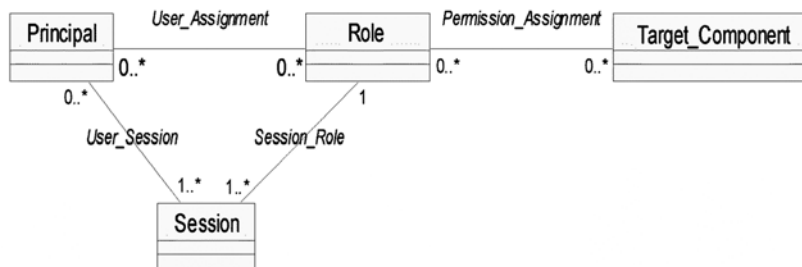 User_Assignment
Permission_Assignment
Principal
Role
Target_Component
0..*
0..*
0..*
0..*
0..*
1
User_Session
Session_Role
1..*
1..*
Session